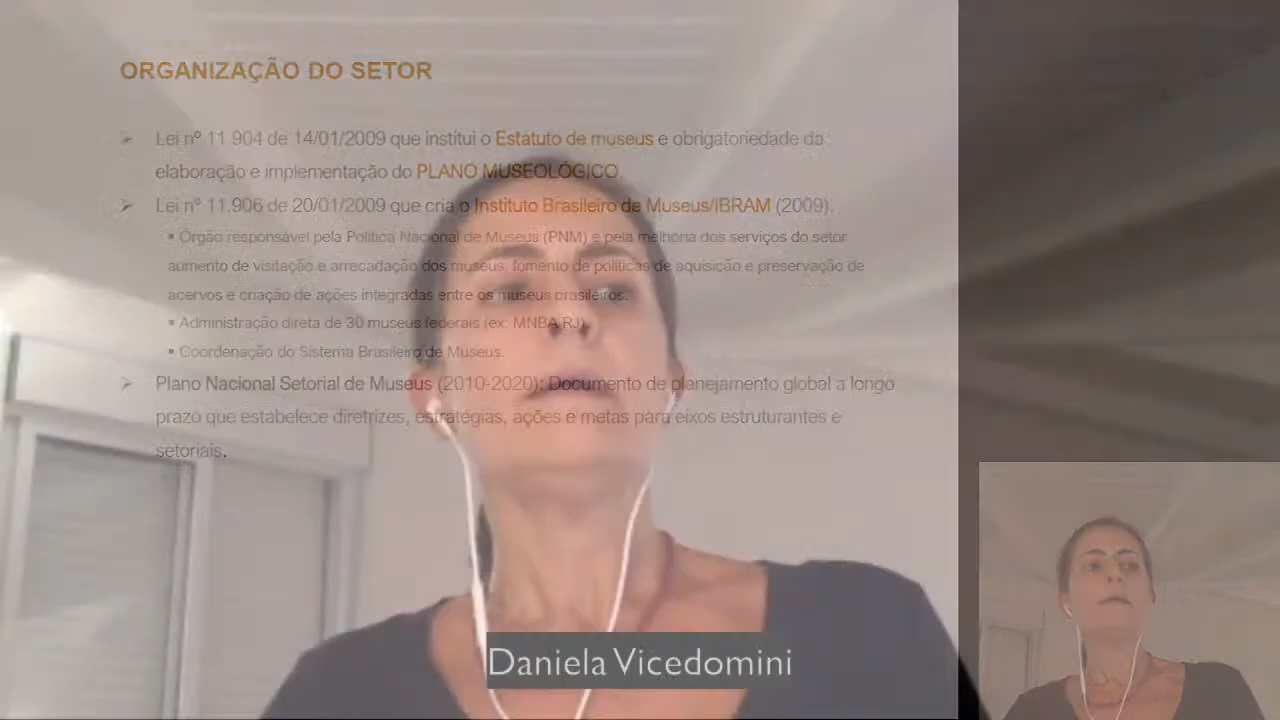 ORGANIZAÇÃO DO SETOR
➢ Lei nº 11.904 de 14/01/2009 que institui o Estatuto de museus e obrigatoriedade da
elaboração e implementação do PLANO MUSEOLÓGICO.
➢ Lei nº 11.906 de 20/01/2009 que cria o Instituto Brasileiro de Museus/IBRAM (2009).
▪ Órgão responsável pela Política Nacional de Museus (PNM) e pela melhoria dos serviços do setor
aumento de visitação e arrecadação dos museus, fomento de políticas de aquisição e preservação de
acervos e criação de ações integradas entre os museus brasileiros.
▪ Administração direta de 30 museus federais (ex: MNBA RJ)
▪ Coordenação do Sistema Brasileiro de Museus.
➢ Plano Nacional Setorial de Museus (2010-2020): Documento de planejamento global a longo
prazo que estabelece diretrizes, estratégias, ações e metas para eixos estruturantes e
setoriais.
Daniela Vicedomini